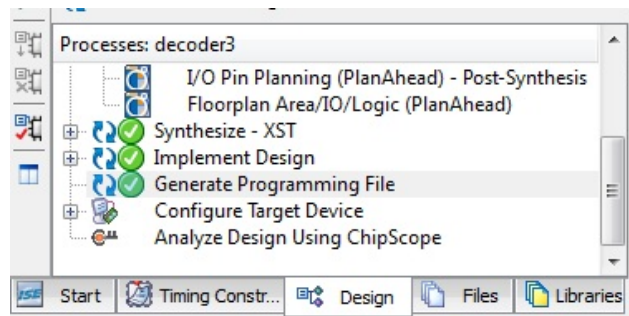 Processes: decoder3
I/O Pin Planning (PlanAhead) - Post-Synthesis
Floorplan Area/IO/Logic (PlanAhead)
Synthesize - XST
Implement Design
Generate Programming File
Configure Target Device
Analyze Design Using ChipScope
ISE Start Timing Constr... Design Files Libraries